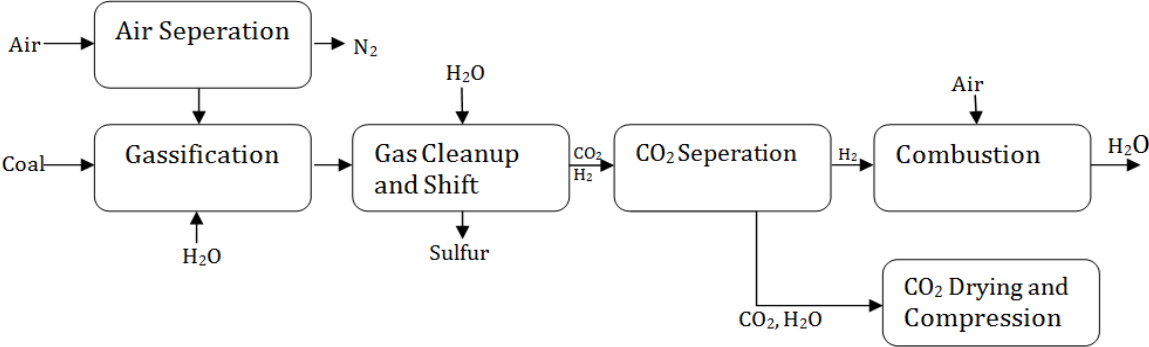 Air Seperation
Air
N₂
H₂O
Air
Coal
Gassification
Gas Cleanup
and Shift
CO₂
H₂
CO₂ Seperation
H₂
Combustion
H₂O
H₂O
Sulfur
CO₂ Drying and
Compression
CO₂, H₂O